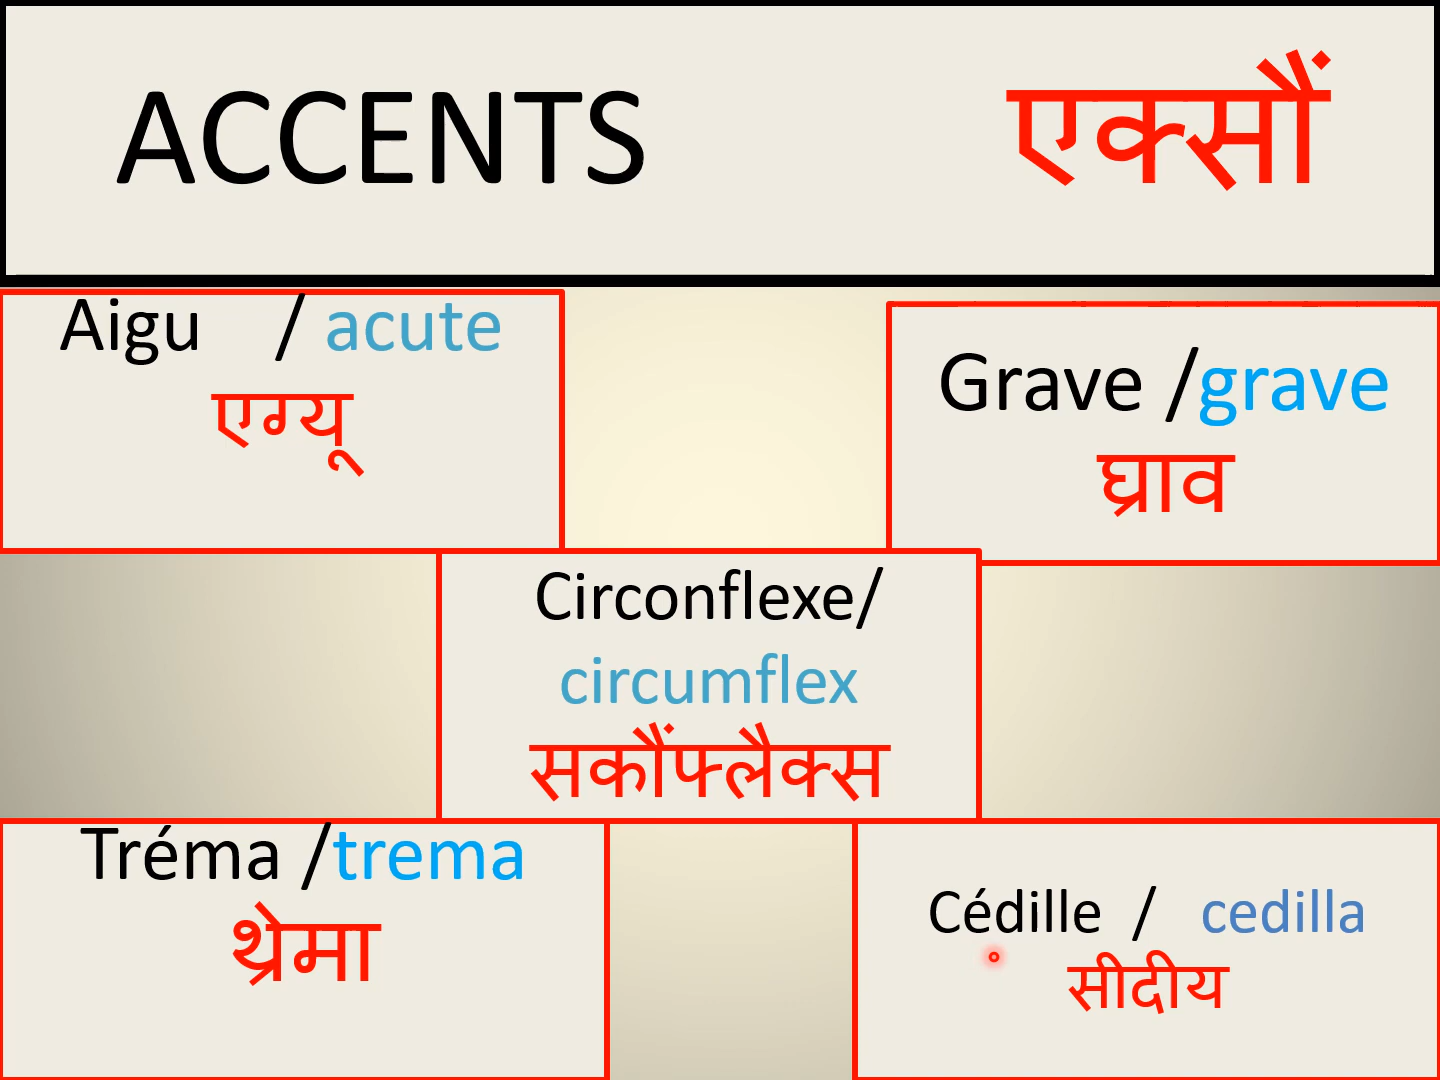 ACCENTS एक्सौं
Aigu / acute
एग्यू
Grave /grave
घ्राव
Circonflexe/
circumflex
सकौंफ्लैक्स
Tréma /trema
थ्रेमा
Cédille / cedilla
सीदीय